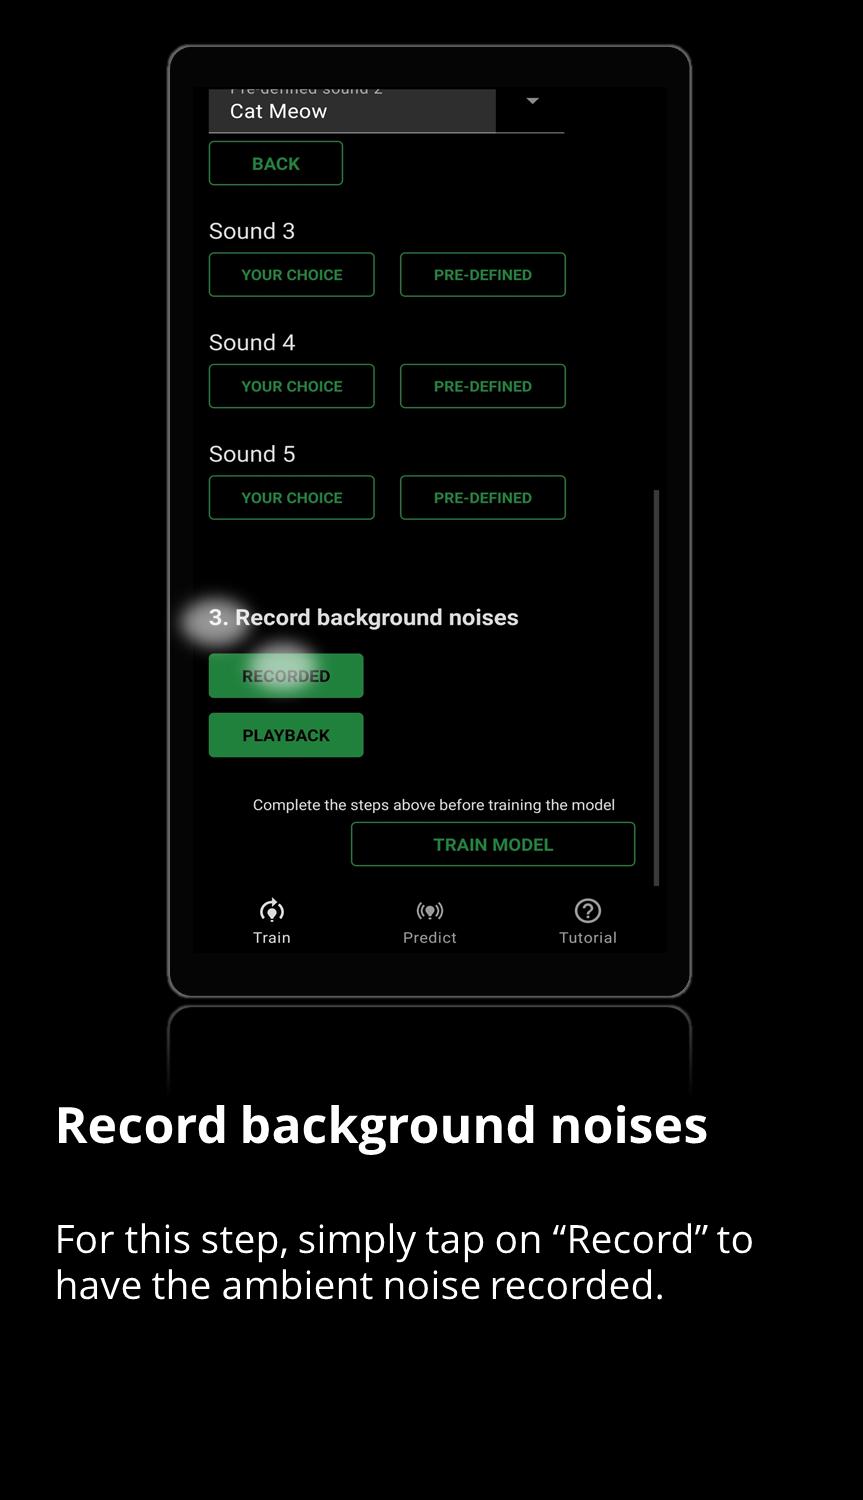 Pre-defined sound 2
Cat Meow
BACK
Sound 3
YOUR CHOICE PRE-DEFINED
Sound 4
YOUR CHOICE PRE-DEFINED
Sound 5
YOUR CHOICE PRE-DEFINED
3. Record background noises
RECORDED
PLAYBACK
Complete the steps above before training the model
TRAIN MODEL
Train Predict Tutorial
Record background noises
For this step, simply tap on “Record” to
have the ambient noise recorded.